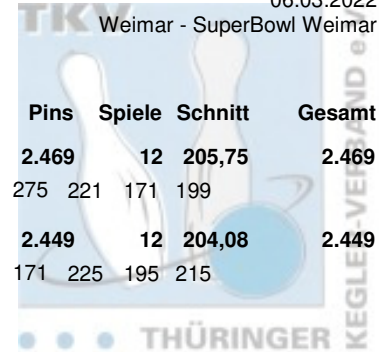 06.03.2022
TKV
Weimar - SuperBowl Weimar
Pins Spiele Schnitt Gesamt
2.469 12 205,75 2.469
275 221 171 199
2.449 12 204,08 2.449
171 225 195 215
THÜRINGER
KEGLER-VERBAND e.V.